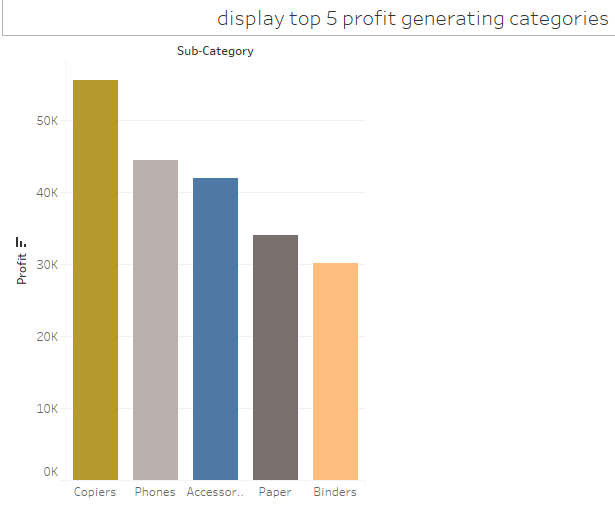 display top 5 profit generating categories
Sub-Category
50K
40K
30K
20K
10K
0K
Profit
Copiers Phones Accessor.. Paper Binders